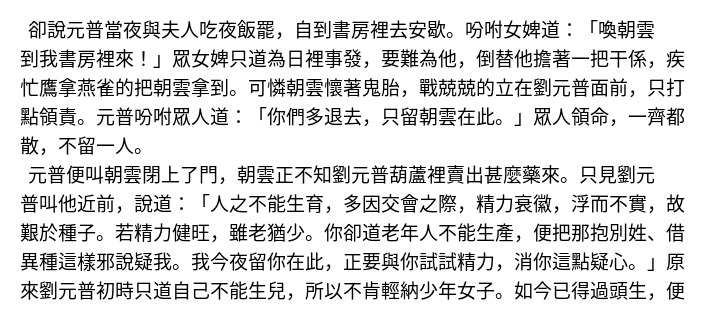 卻說元普當夜與夫人吃夜飯罷，自到書房裡去安歇。吩咐女婢道：「喚朝雲
到我書房裡來！」眾女婢只道為日裡事發，要難為他，倒替他擔著一把干係，疾
忙鷹拿燕雀的把朝雲拿到。可憐朝雲懷著鬼胎，戰兢兢的立在劉元普面前，只打
點領責。元普吩咐眾人道：「你們多退去，只留朝雲在此。」眾人領命，一齊都
散，不留一人。
元普便叫朝雲閉上了門，朝雲正不知劉元普葫蘆裡賣出甚麼藥來。只見劉元
普叫他近前，說道：「人之不能生育，多因交會之際，精力衰微，浮而不實，故
艱於種子。若精力健旺，雖老猶少。你卻道老年人不能生產，便把那抱別姓、借
異種這樣邪說疑我。我今夜留你在此，正要與你試試精力，消你這點疑心。」原
來劉元普初時只道自己不能生兒，所以不肯輕納少年女子。如今已得過頭生，便